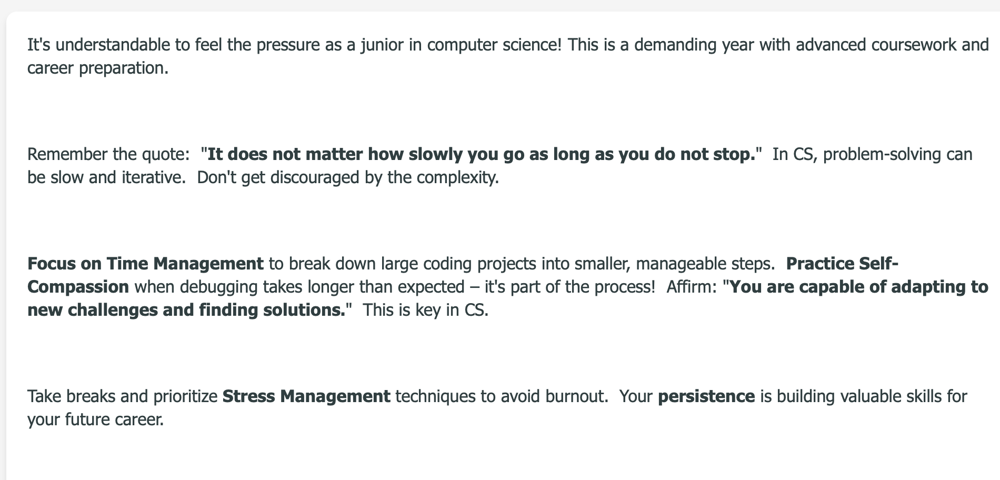 It's understandable to feel the pressure as a junior in computer science! This is a demanding year with advanced coursework and
career preparation.
Remember the quote:  "It does not matter how slowly you go as long as you do not stop."  In CS, problem-solving can
be slow and iterative.  Don't get discouraged by the complexity.
Focus on Time Management to break down large coding projects into smaller, manageable steps.  Practice Self-
Compassion when debugging takes longer than expected – it's part of the process!  Affirm: "You are capable of adapting to
new challenges and finding solutions."  This is key in CS.
Take breaks and prioritize Stress Management techniques to avoid burnout.  Your persistence is building valuable skills for
your future career.